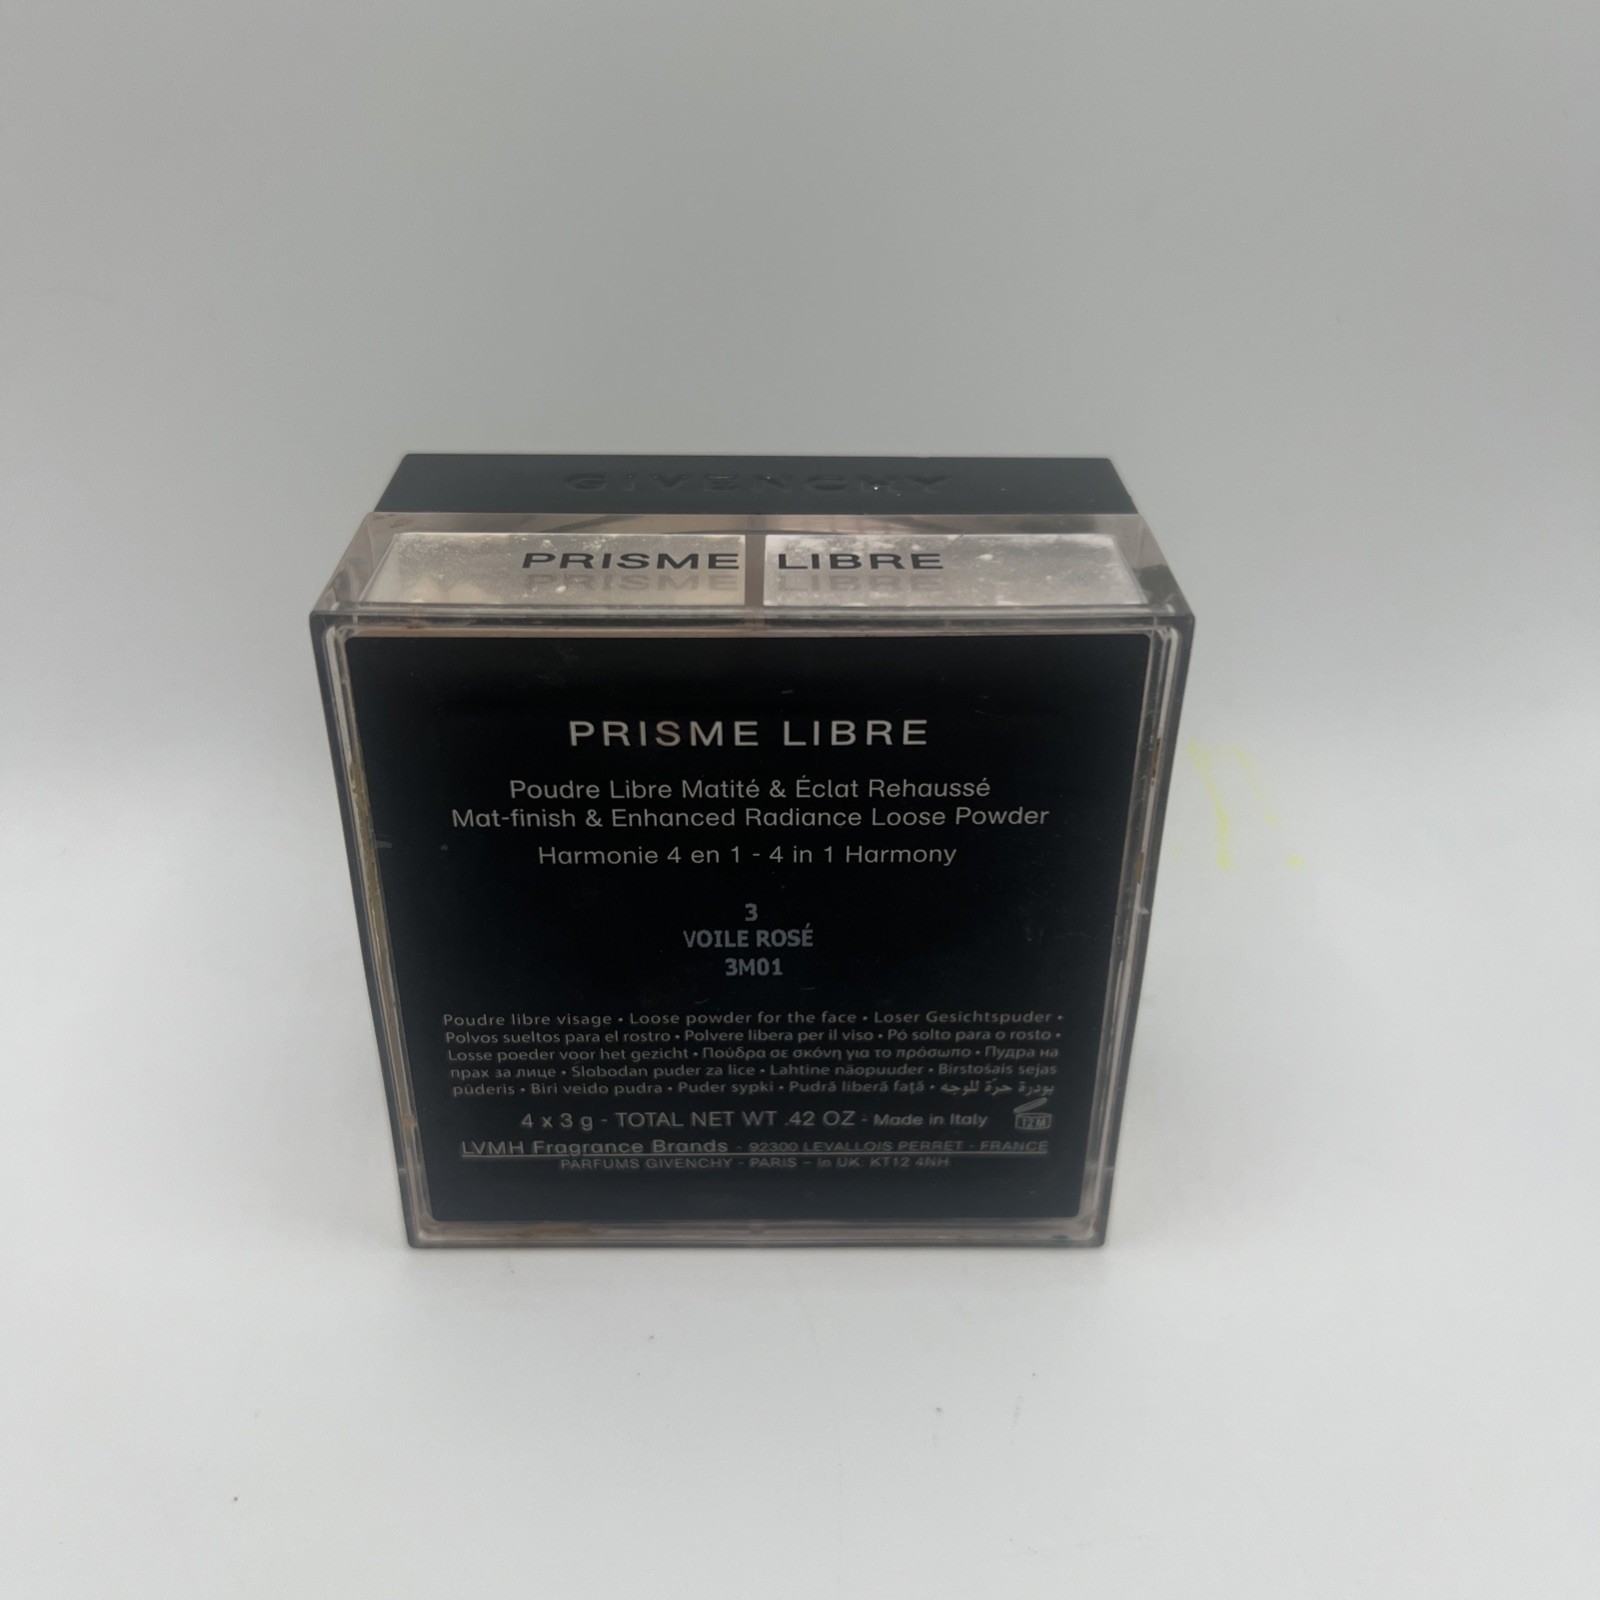 GIVENCHY
PRISME LIBRE
PRISME LIBRE
Poudre Libre Matité & Éclat Rehaussé
Mat-finish & Enhanced Radiance Loose Powder
Harmonie 4 en 1 - 4 in 1 Harmony
3
VOILE ROSÉ
3M01
Poudre libre visage • Loose powder for the face • Loser Gesichtspuder •
Polvos sueltos para el rostro • Polvere libera per il viso • Pó solto para o rosto •
Losse poeder voor het gezicht • Πούδρα σε σκόνη για το πρόσωπο • Пудра на
прах за лице • Slobodan puder za lice • Lahtine näopuuder • Birstošais sejas
pūderis • Biri veido pudra • Puder sypki • Pudră liberă față • بودرة حرّة للوجه
4 x 3 g - TOTAL NET WT .42 OZ - Made in Italy 12 M
LVMH Fragrance Brands - 92300 LEVALLOIS PERRET - FRANCE
PARFUMS GIVENCHY - PARIS - In UK: KT12 4NH